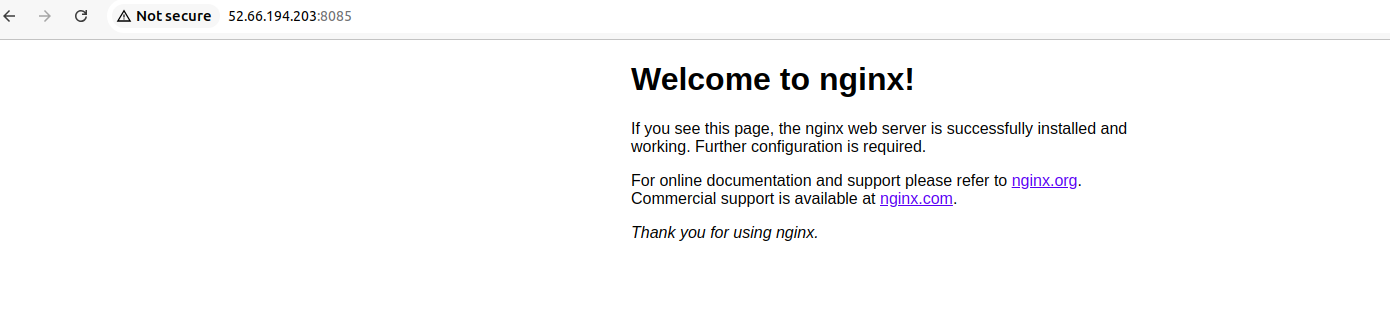 Not secure 52.66.194.203:8085
Welcome to nginx!
If you see this page, the nginx web server is successfully installed and
working. Further configuration is required.
For online documentation and support please refer to nginx.org.
Commercial support is available at nginx.com.
Thank you for using nginx.